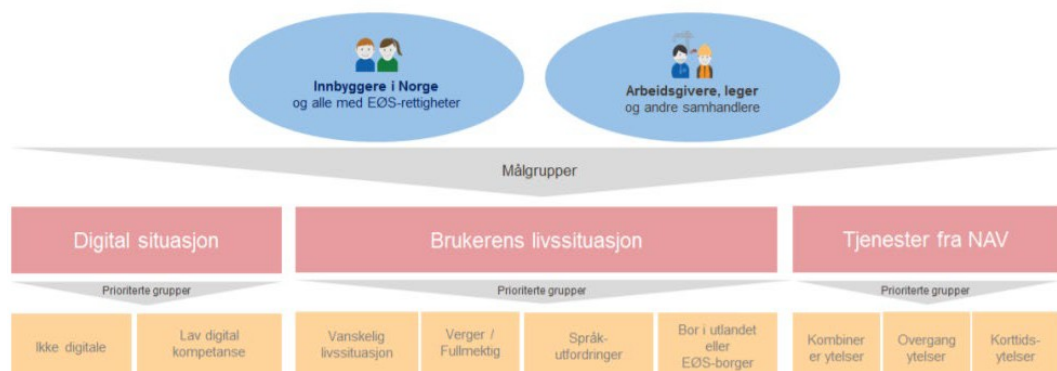 Innbyggere i Norge
og alle med EØS-rettigheter
Arbeidsgivere, leger
og andre samhandlere
Målgrupper
Digital situasjon
Brukerens livssituasjon
Tjenester fra NAV
Prioriterte grupper
Prioriterte grupper
Prioriterte grupper
Ikke digitale
Lav digital
kompetanse
Vanskelig
livssituasjon
Verger /
Fullmektig
Språk-
utfordringer
Bor i utlandet
eller
EØS-borger
Kombiner
er ytelser
Overgang
ytelser
Korttids-
ytelser